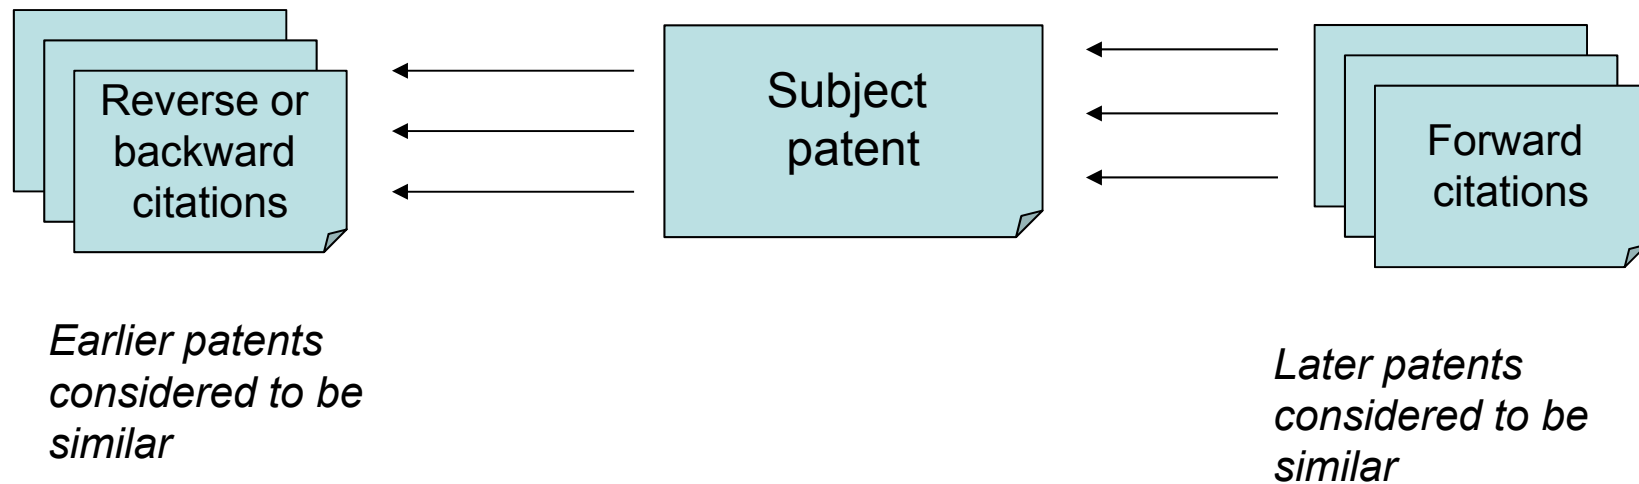 Reverse or
backward
citations
Subject
patent
Forward
citations
Earlier patents
considered to be
similar
Later patents
considered to be
similar